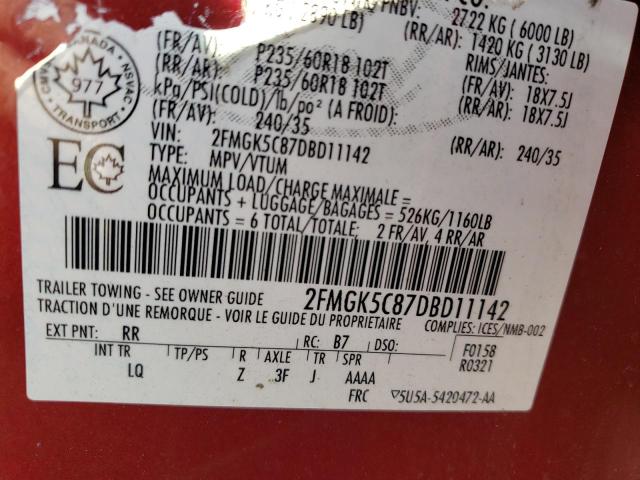 PNBV: 2722 KG ( 6000 LB)
1420 KG ( 3130 LB)
(FR/AV): P235/60R18 102T RIMS/JANTES:
(RR/AR): P235/60R18 102T (FR/AV): 18X7.5J
kPa/PSI(COLD)/lb/po² (A FROID): (RR/AR): 18X7.5J
(FR/AV): 240/35 (RR/AR): 240/35
CANADA
CMVSS NSVAC
977
TRANSPORT
EC
VIN: 2FMGK5C87DBD11142
TYPE: MPV/VTUM
MAXIMUM LOAD/CHARGE MAXIMALE =
OCCUPANTS + LUGGAGE/BAGAGES = 526KG/1160LB
OCCUPANTS = 6 TOTAL/TOTALE; 2 FR/AV, 4 RR/AR
2FMGK5C87DBD11142
TRAILER TOWING - SEE OWNER GUIDE
TRACTION D'UNE REMORQUE - VOIR LE GUIDE DU PROPRIETAIRE
COMPLIES: ICES/NMB-002
EXT PNT: RR RC: B7 DSO: F0158
INT TR TP/PS R AXLE TR SPR R0321
LQ Z 3F J AAAA
FRC 5U5A-5420472-AA